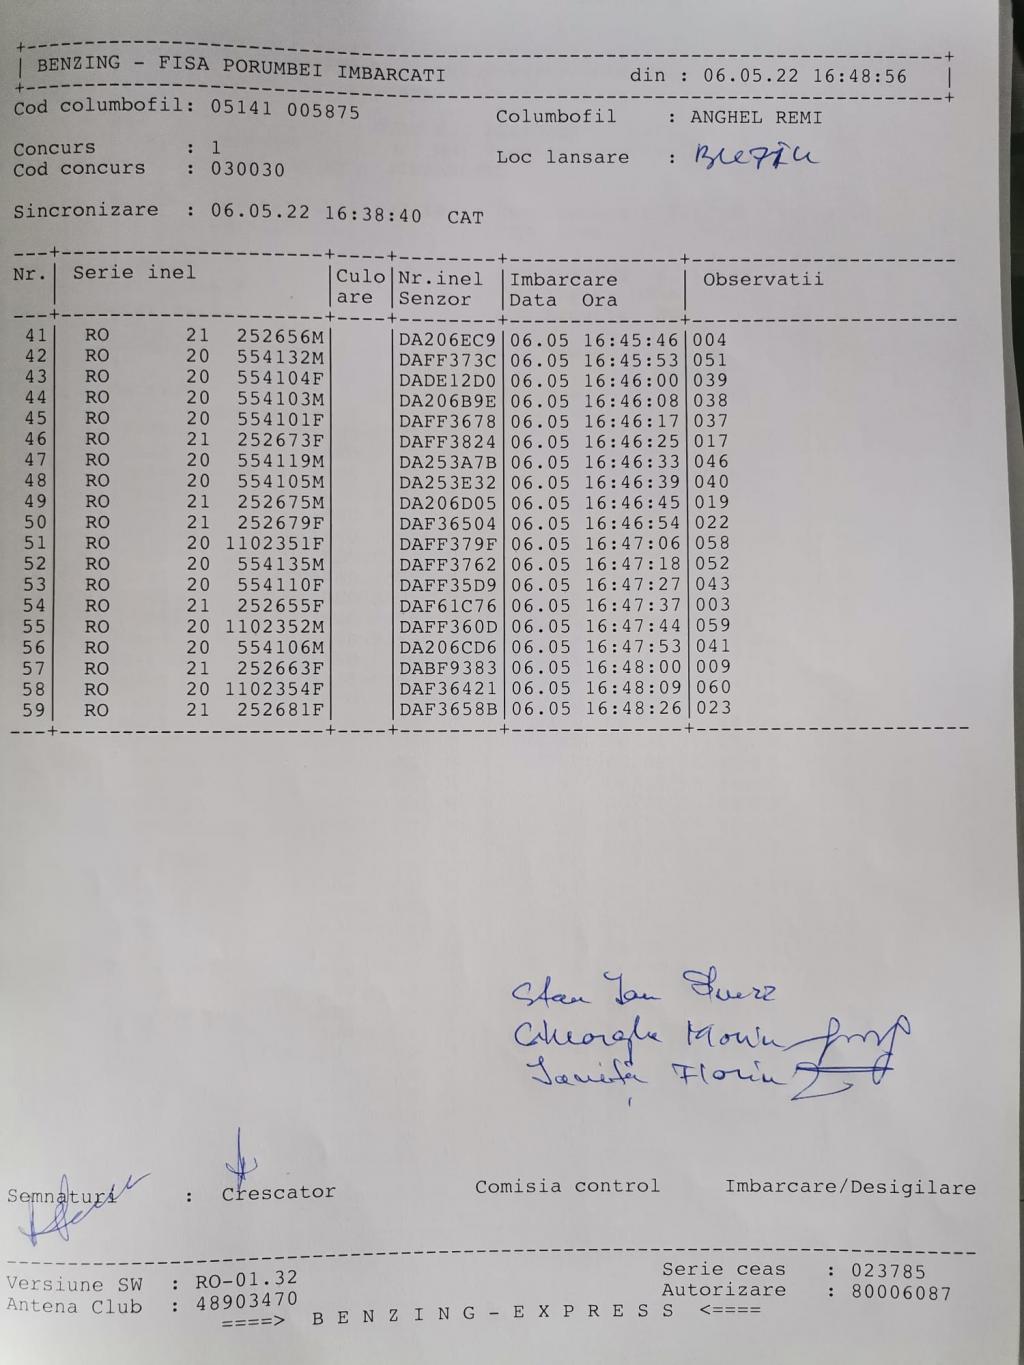 BENZING - FISA PORUMBEI IMBARCATI din : 06.05.22 16:48:56
Cod columbofil: 05141 005875 Columbofil : ANGHEL REMI
Concurs : 1 Loc lansare :
Cod concurs : 030030
Sincronizare : 06.05.22 16:38:40 CAT
Nr. Serie inel Culo Nr.inel Imbarcare Observatii
are Senzor Data Ora
41 RO 21 252656M DA206EC9 06.05 16:45:46 004
42 RO 20 554132M DAFF373C 06.05 16:45:53 051
43 RO 20 554104F DADE12D0 06.05 16:46:00 039
44 RO 20 554103M DA206B9E 06.05 16:46:08 038
45 RO 20 554101F DAFF3678 06.05 16:46:17 037
46 RO 21 252673F DAFF3824 06.05 16:46:25 017
47 RO 20 554119M DA253A7B 06.05 16:46:33 046
48 RO 20 554105M DA253E32 06.05 16:46:39 040
49 RO 21 252675M DA206D05 06.05 16:46:45 019
50 RO 21 252679F DAF36504 06.05 16:46:54 022
51 RO 20 1102351F DAFF379F 06.05 16:47:06 058
52 RO 20 554135M DAFF3762 06.05 16:47:18 052
53 RO 20 554110F DAFF35D9 06.05 16:47:27 043
54 RO 21 252655F DAF61C76 06.05 16:47:37 003
55 RO 20 1102352M DAFF360D 06.05 16:47:44 059
56 RO 20 554106M DA206CD6 06.05 16:47:53 041
57 RO 21 252663F DABF9383 06.05 16:48:00 009
58 RO 20 1102354F DAF36421 06.05 16:48:09 060
59 RO 21 252681F DAF3658B 06.05 16:48:26 023
Stan Ion
Gheorghe Marin
Ioniță Florin
Semnaturi : Crescator Comisia control Imbarcare/Desigilare
Versiune SW : RO-01.32 Serie ceas : 023785
Antena Club : 48903470 Autorizare : 80006087
====> B E N Z I N G - E X P R E S S <====